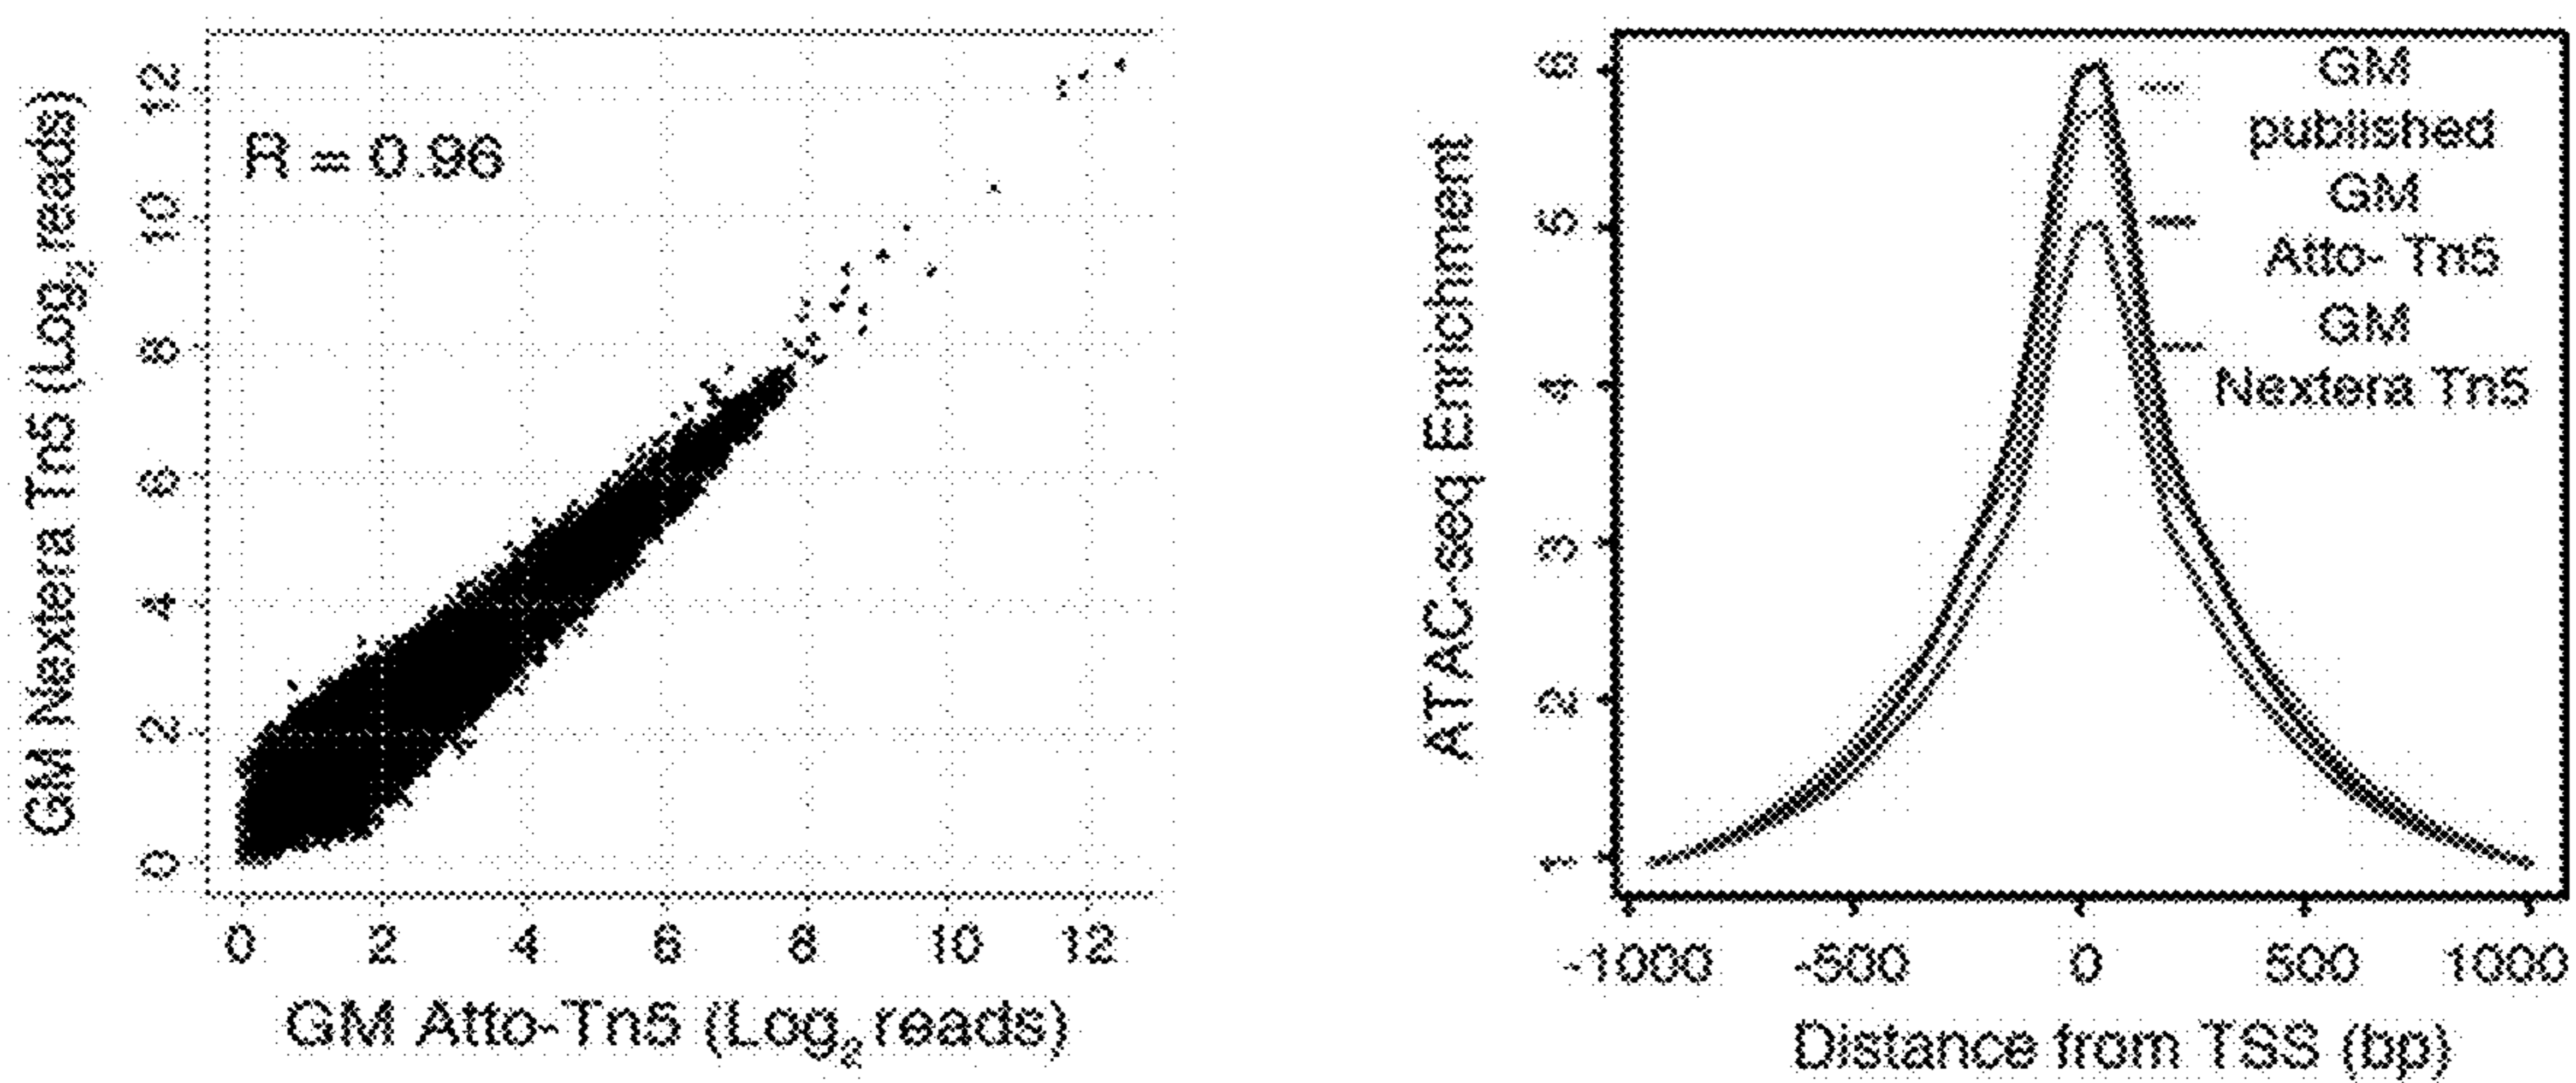 GM Nextera Tn5 (Log2 reads)
12
10
8
6
4
2
0
R = 0.96
0 2 4 6 8 10 12
GM Atto-Tn5 (Log2 reads)
ATAC-seq Enrichment
6
5
4
3
2
1
GM
published
GM
Atto- Tn5
GM
Nextera Tn5
-1000 -500 0 500 1000
Distance from TSS (bp)